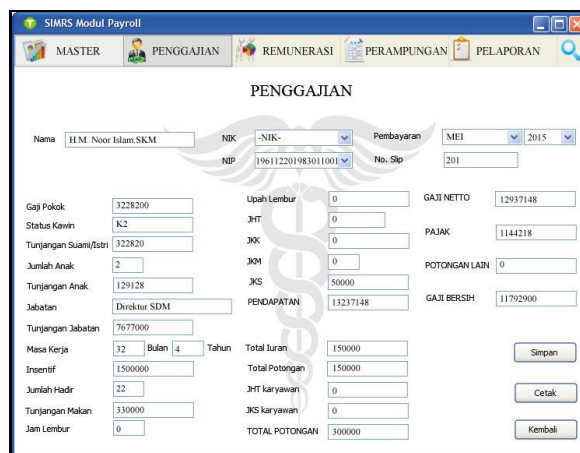 SIMRS Modul Payroll
MASTER PENGGAJIAN REMUNERASI PERAMPUNGAN PELAPORAN
PENGGAJIAN
Nama H.M. Noor Islam.SKM NIK -NIK- Pembayaran MEI 2015
NIP 196112201983011001 No. Slip 201
Gaji Pokok 3228200 Upah Lembur 0 GAJI NETTO 12937148
Status Kawin K2 JHT 0
Tunjangan Suami/Istri 322820 JKK 0 PAJAK 1144218
Jumlah Anak 2 JKM 0 POTONGAN LAIN 0
Tunjangan Anak 129128 JKS 50000
Jabatan Direktur SDM PENDAPATAN 13237148 GAJI BERSIH 11792900
Tunjangan Jabatan 7677000
Masa Kerja 32 Bulan 4 Tahun Total Iuran 150000 Simpan
Insentif 1500000 Total Potongan 150000
Jumlah Hadir 22 JHT karyawan 0 Cetak
Tunjangan Makan 330000 JKS karyawan 0
Jam Lembur 0 TOTAL POTONGAN 300000 Kembali